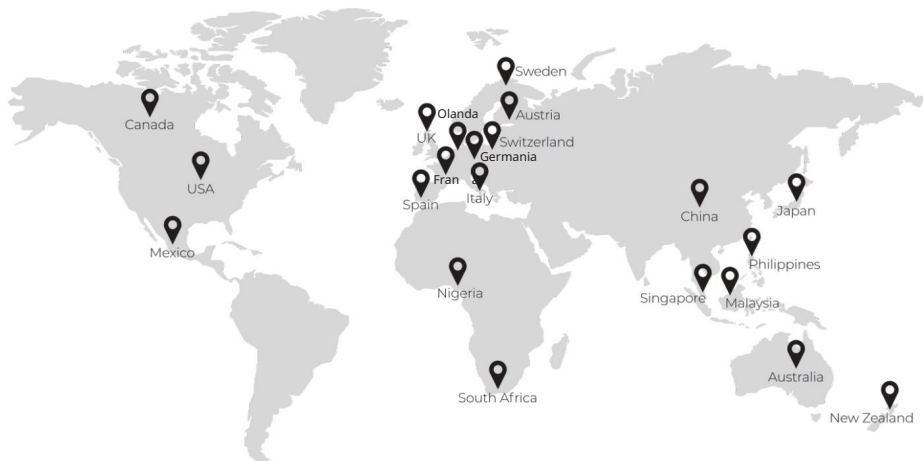 Sweden
Canada
Olanda
Austria
UK
Switzerland
Germania
USA
Fran
Italy
Spain
China
Japan
Mexico
Philippines
Nigeria
Singapore
Malaysia
Australia
South Africa
New Zealand